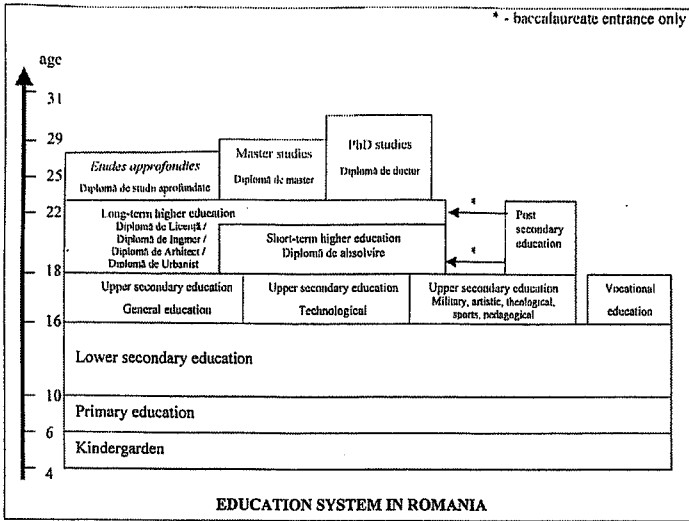 * - baccalaureate entrance only
age
31
29
25
22
18
16
10
6
4
Etudes approfondies
Diplomă de studii aprofundate
Master studies
Diplomă de master
PhD studies
Diplomă de doctor
Long-term higher education
Diplomă de Licenţă /
Diplomă de Inginer /
Diplomă de Arhitect /
Diplomă de Urbanist
Short-term higher education
Diplomă de absolvire
*
*
Post
secondary
education
Upper secondary education
General education
Upper secondary education
Technological
Upper secondary education
Military, artistic, theological,
sports, pedagogical
Vocational
education
Lower secondary education
Primary education
Kindergarden
EDUCATION SYSTEM IN ROMANIA